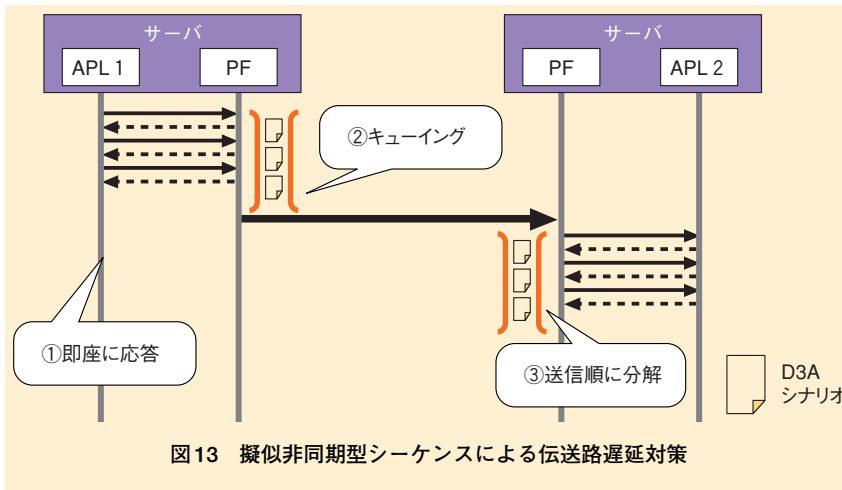 サーバ
サーバ
APL 1
PF
PF
APL 2
②キューイング
①即座に応答
③送信順に分解
D3A
シナリオ
図13 擬似非同期型シーケンスによる伝送路遅延対策